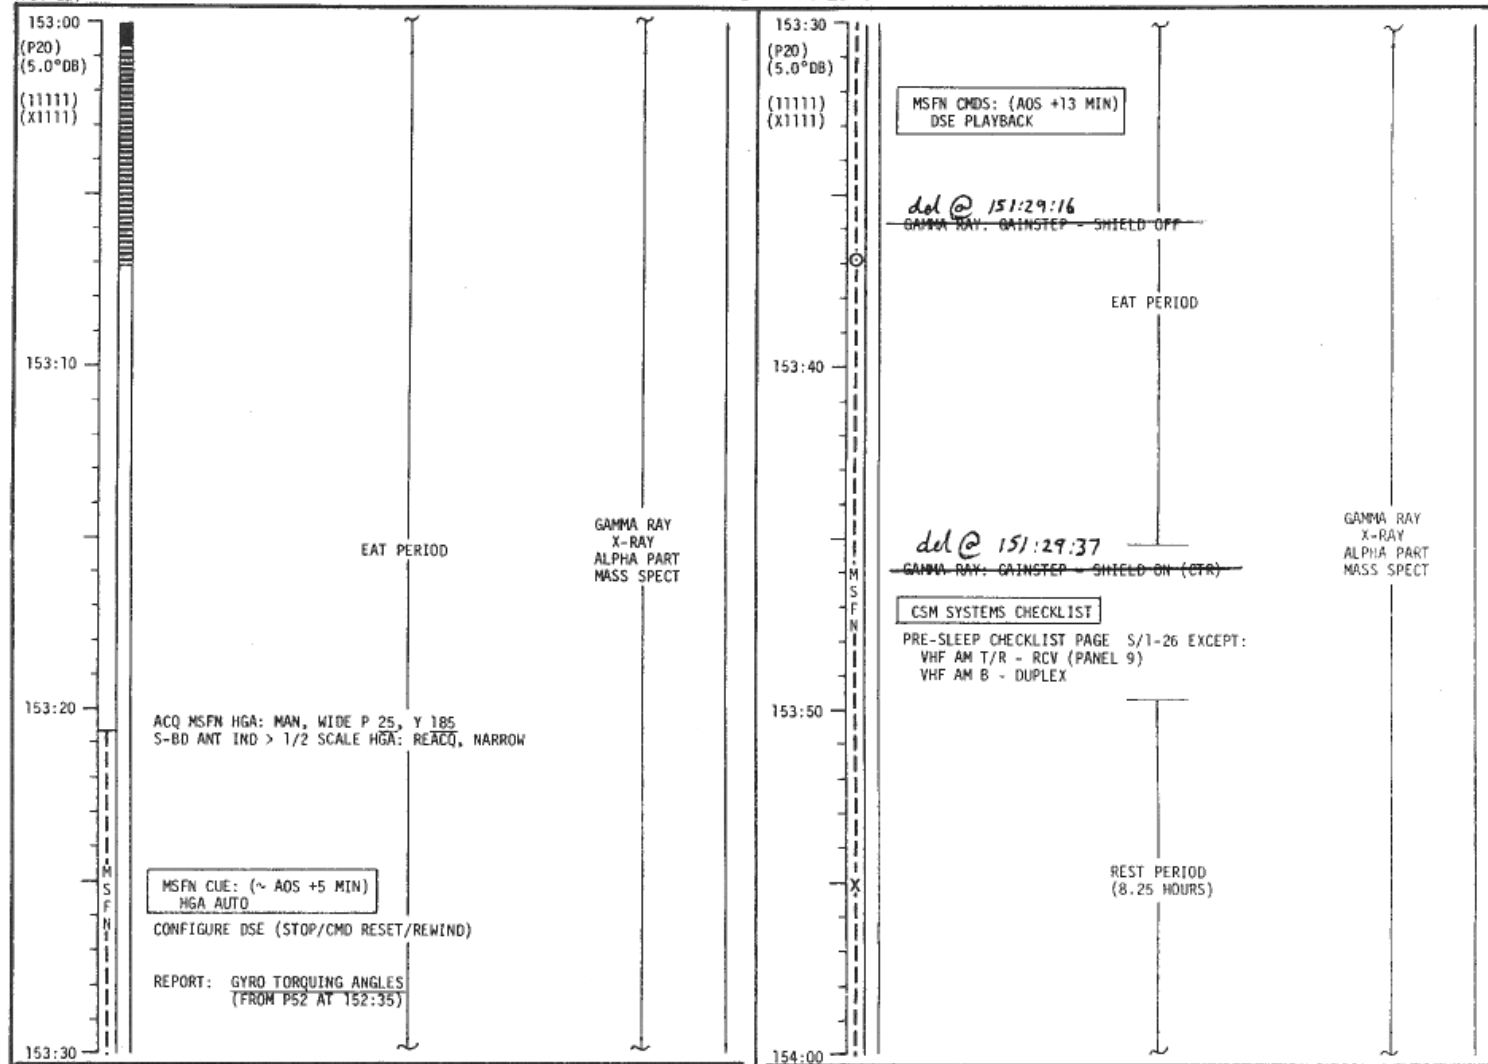 153:00
(P20)
(5.0°DB)
(11111)
(X1111)
153:10
EAT PERIOD
GAMMA RAY
X-RAY
ALPHA PART
MASS SPECT
153:20
ACQ MSFN HGA: MAN, WIDE P 25, Y 185
S-BD ANT IND > 1/2 SCALE HGA: REACQ, NARROW
MSFN
MSFN CUE: (~ AOS +5 MIN)
HGA AUTO
CONFIGURE DSE (STOP/CMD RESET/REWIND)
REPORT: GYRO TORQUING ANGLES
(FROM P52 AT 152:35)
153:30
153:30
(P20)
(5.0°DB)
(11111)
(X1111)
MSFN CMDS: (AOS +13 MIN)
DSE PLAYBACK
del @ 151:29:16
GAMMA RAY: GAINSTEP - SHIELD OFF
EAT PERIOD
153:40
del @ 151:29:37
GAMMA RAY: GAINSTEP - SHIELD ON (CTR)
GAMMA RAY
X-RAY
ALPHA PART
MASS SPECT
MSFN
CSM SYSTEMS CHECKLIST
PRE-SLEEP CHECKLIST PAGE S/1-26 EXCEPT:
VHF AM T/R - RCV (PANEL 9)
VHF AM B - DUPLEX
153:50
X
REST PERIOD
(8.25 HOURS)
154:00